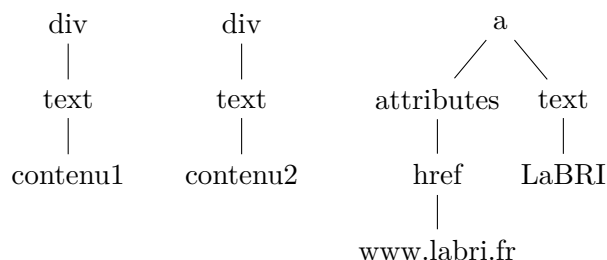 div div a
text text attributes text
contenu1 contenu2 href LaBRI
www.labri.fr